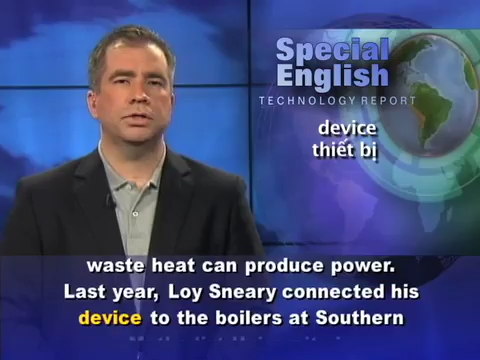 Special
English
TECHNOLOGY REPORT
device
thiết bị
waste heat can produce power.
Last year, Loy Sneary connected his
device to the boilers at Southern